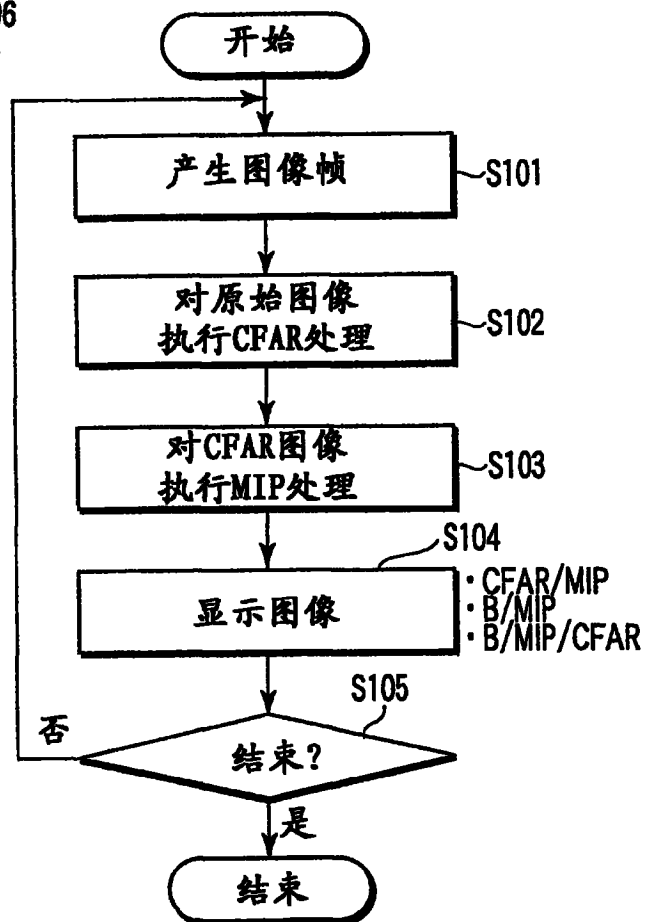 开始
产生图像帧
S101
对原始图像
执行CFAR处理
S102
对CFAR图像
执行MIP处理
S103
S104
显示图像
·CFAR/MIP
·B/MIP
·B/MIP/CFAR
S105
否
结束?
是
结束